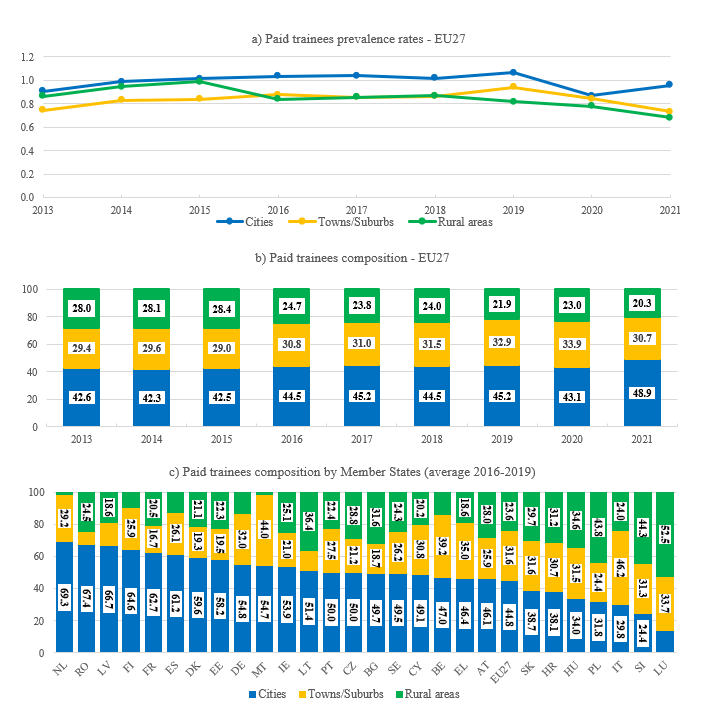 a) Paid trainees prevalence rates - EU27
1.2
1.0
0.8
0.6
0.4
0.2
0.0
2013 2014 2015 2016 2017 2018 2019 2020 2021
Cities Towns/Suburbs Rural areas
b) Paid trainees composition - EU27
100
80
60
40
20
0
28.0 28.1 28.4 24.7 23.8 24.0 21.9 23.0 20.3
29.4 29.6 29.0 30.8 31.0 31.5 32.9 33.9 30.7
42.6 42.3 42.5 44.5 45.2 44.5 45.2 43.1 48.9
2013 2014 2015 2016 2017 2018 2019 2020 2021
c) Paid trainees composition by Member States (average 2016-2019)
100
80
60
40
20
0
24.5 18.6 20.5 21.1 22.3 25.1 36.4 22.4 28.8 31.6 24.3 20.2 18.6 28.0 23.6 29.7 31.2 34.6 43.8 24.0 44.3 52.5
29.2 25.9 16.7 26.1 19.3 19.5 32.0 44.0 21.0 27.5 21.2 18.7 26.2 30.8 39.2 35.0 25.9 31.6 31.6 30.7 31.5 24.4 46.2 31.3 33.7
69.3 67.4 66.7 64.6 62.7 61.2 59.6 58.2 54.8 54.7 53.9 51.4 50.0 50.0 49.7 49.5 49.1 47.0 46.4 46.1 44.8 38.7 38.1 34.0 31.8 29.8 24.4
NL RO LV FI FR ES DK EE DE MT IE LT PT CZ BG SE CY BE EL AT EU27 SK HR HU PL IT SI LU
Cities Towns/Suburbs Rural areas